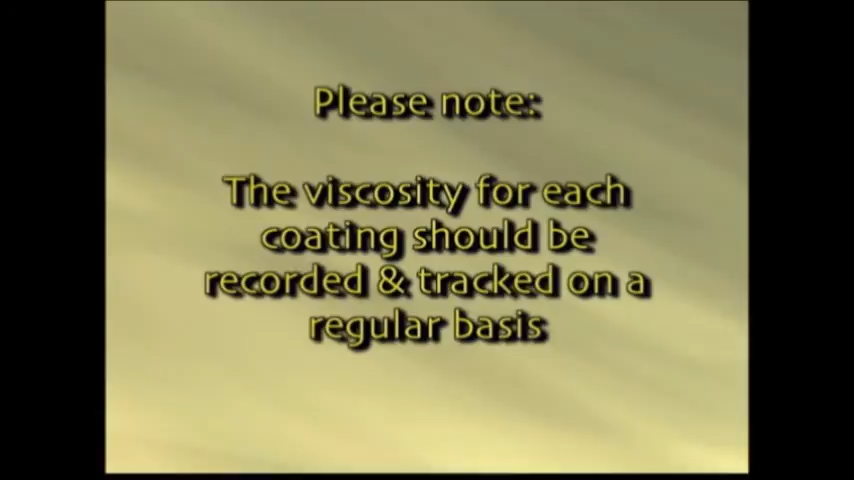 Please note:
The viscosity for each
coating should be
recorded & tracked on a
regular basis